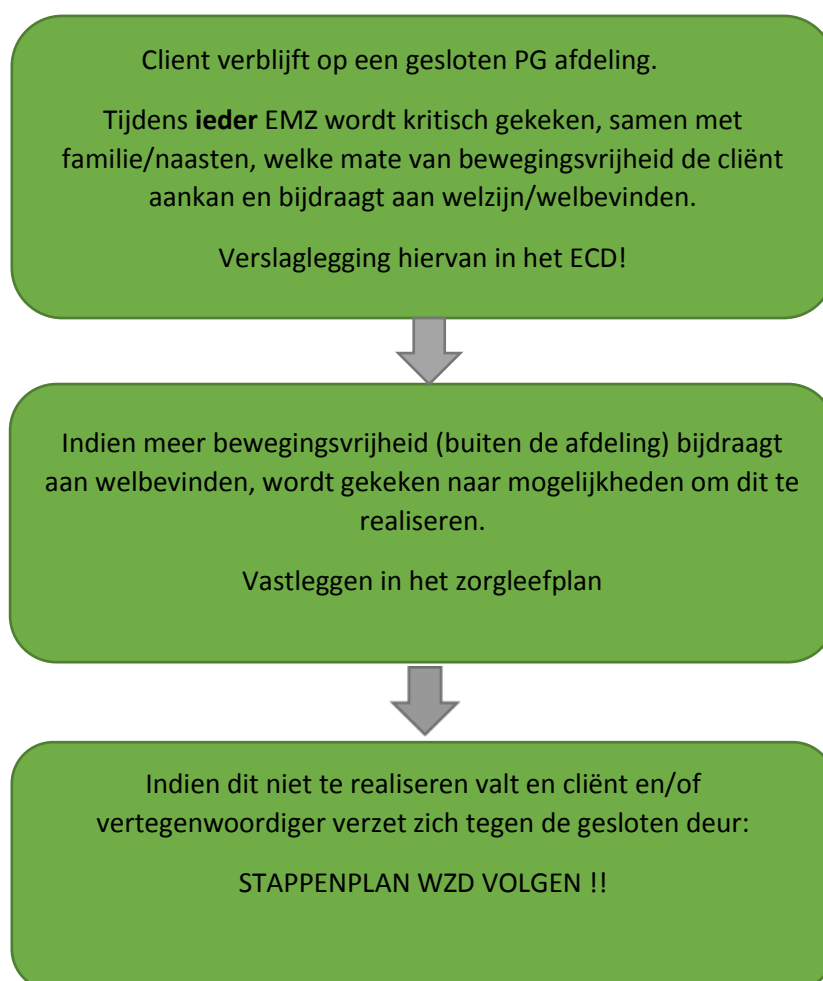 Client verblijft op een gesloten PG afdeling.
Tijdens ieder EMZ wordt kritisch gekeken, samen met
familie/naasten, welke mate van bewegingsvrijheid de cliënt
aankan en bijdraagt aan welzijn/welbevinden.
Verslaglegging hiervan in het ECD!
Indien meer bewegingsvrijheid (buiten de afdeling) bijdraagt
aan welbevinden, wordt gekeken naar mogelijkheden om dit te
realiseren.
Vastleggen in het zorgleefplan
Indien dit niet te realiseren valt en cliënt en/of
vertegenwoordiger verzet zich tegen de gesloten deur:
STAPPENPLAN WZD VOLGEN !!